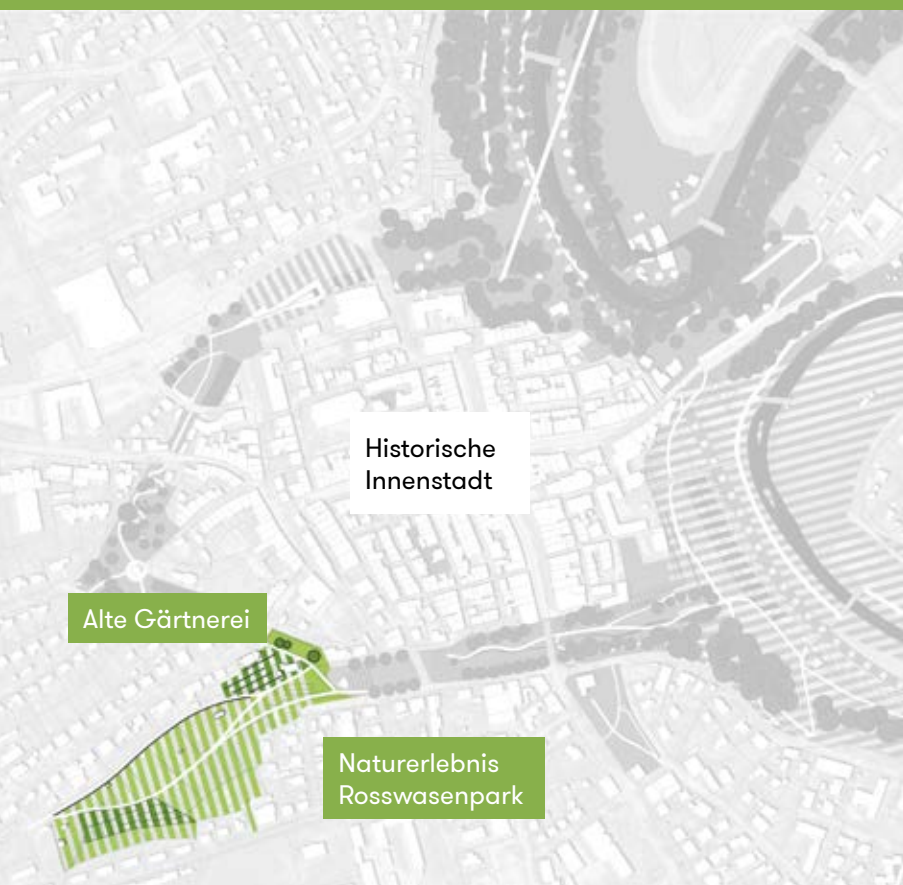 Historische
Innenstadt
Alte Gärtnerei
Naturerlebnis
Rosswasenpark